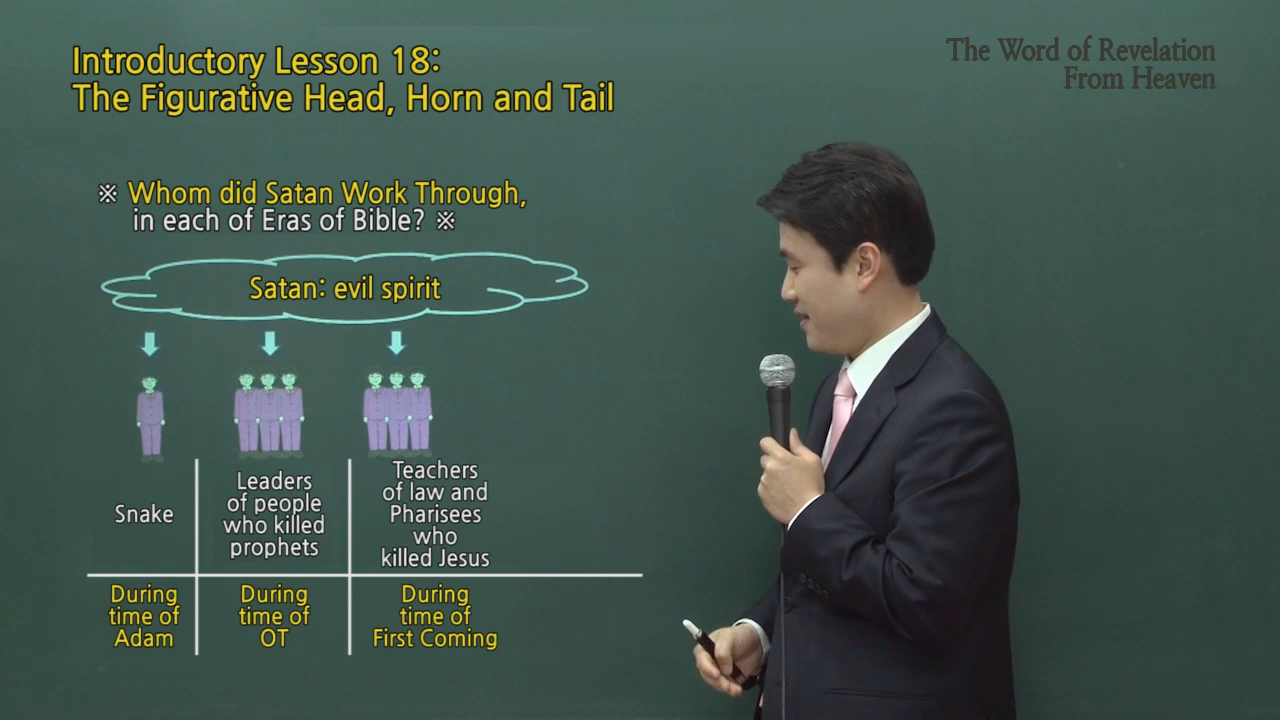 Introductory Lesson 18:
The Figurative Head, Horn and Tail
The Word of Revelation
From Heaven
※ Whom did Satan Work Through,
in each of Eras of Bible? ※
Satan: evil spirit
Snake
Leaders
of people
who killed
prophets
Teachers
of law and
Pharisees
who
killed Jesus
During
time of
Adam
During
time of
OT
During
time of
First Coming